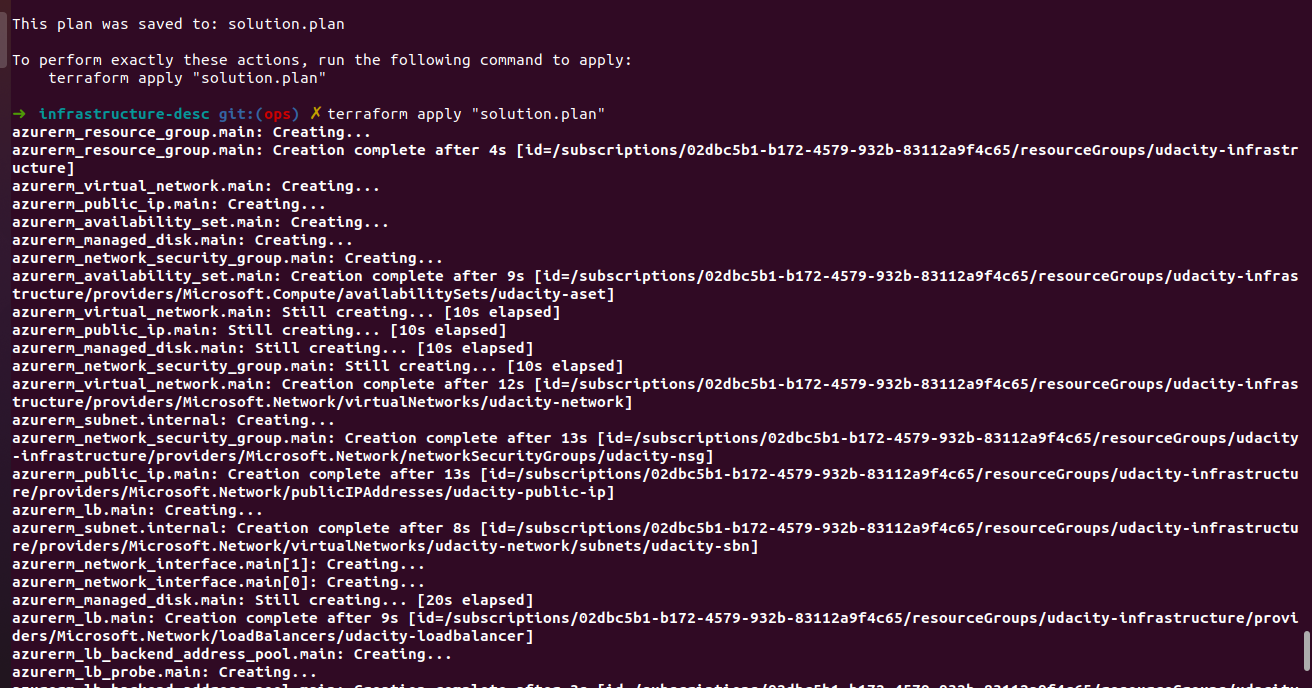 This plan was saved to: solution.plan
To perform exactly these actions, run the following command to apply:
    terraform apply "solution.plan"
➜  infrastructure-desc git:(ops) ✗ terraform apply "solution.plan"
azurerm_resource_group.main: Creating...
azurerm_resource_group.main: Creation complete after 4s [id=/subscriptions/02dbc5b1-b172-4579-932b-83112a9f4c65/resourceGroups/udacity-infrastr
ucture]
azurerm_virtual_network.main: Creating...
azurerm_public_ip.main: Creating...
azurerm_availability_set.main: Creating...
azurerm_managed_disk.main: Creating...
azurerm_network_security_group.main: Creating...
azurerm_availability_set.main: Creation complete after 9s [id=/subscriptions/02dbc5b1-b172-4579-932b-83112a9f4c65/resourceGroups/udacity-infras
tructure/providers/Microsoft.Compute/availabilitySets/udacity-aset]
azurerm_virtual_network.main: Still creating... [10s elapsed]
azurerm_public_ip.main: Still creating... [10s elapsed]
azurerm_managed_disk.main: Still creating... [10s elapsed]
azurerm_network_security_group.main: Still creating... [10s elapsed]
azurerm_virtual_network.main: Creation complete after 12s [id=/subscriptions/02dbc5b1-b172-4579-932b-83112a9f4c65/resourceGroups/udacity-infras
tructure/providers/Microsoft.Network/virtualNetworks/udacity-network]
azurerm_subnet.internal: Creating...
azurerm_network_security_group.main: Creation complete after 13s [id=/subscriptions/02dbc5b1-b172-4579-932b-83112a9f4c65/resourceGroups/udacity
-infrastructure/providers/Microsoft.Network/networkSecurityGroups/udacity-nsg]
azurerm_public_ip.main: Creation complete after 13s [id=/subscriptions/02dbc5b1-b172-4579-932b-83112a9f4c65/resourceGroups/udacity-infrastructu
re/providers/Microsoft.Network/publicIPAddresses/udacity-public-ip]
azurerm_lb.main: Creating...
azurerm_subnet.internal: Creation complete after 8s [id=/subscriptions/02dbc5b1-b172-4579-932b-83112a9f4c65/resourceGroups/udacity-infrastructu
re/providers/Microsoft.Network/virtualNetworks/udacity-network/subnets/udacity-sbn]
azurerm_network_interface.main[1]: Creating...
azurerm_network_interface.main[0]: Creating...
azurerm_managed_disk.main: Still creating... [20s elapsed]
azurerm_lb.main: Creation complete after 9s [id=/subscriptions/02dbc5b1-b172-4579-932b-83112a9f4c65/resourceGroups/udacity-infrastructure/provi
ders/Microsoft.Network/loadBalancers/udacity-loadbalancer]
azurerm_lb_backend_address_pool.main: Creating...
azurerm_lb_probe.main: Creating...